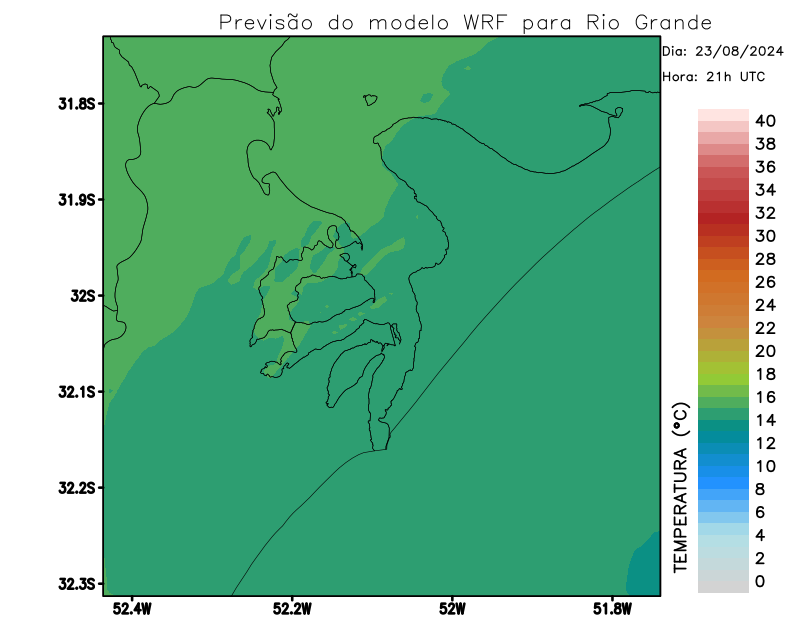 Previsão do modelo WRF para Rio Grande
Dia: 23/08/2024
Hora: 21h UTC
31.8S
31.9S
32S
32.1S
32.2S
32.3S
52.4W
52.2W
52W
51.8W
TEMPERATURA (°C)
40
38
36
34
32
30
28
26
24
22
20
18
16
14
12
10
8
6
4
2
0